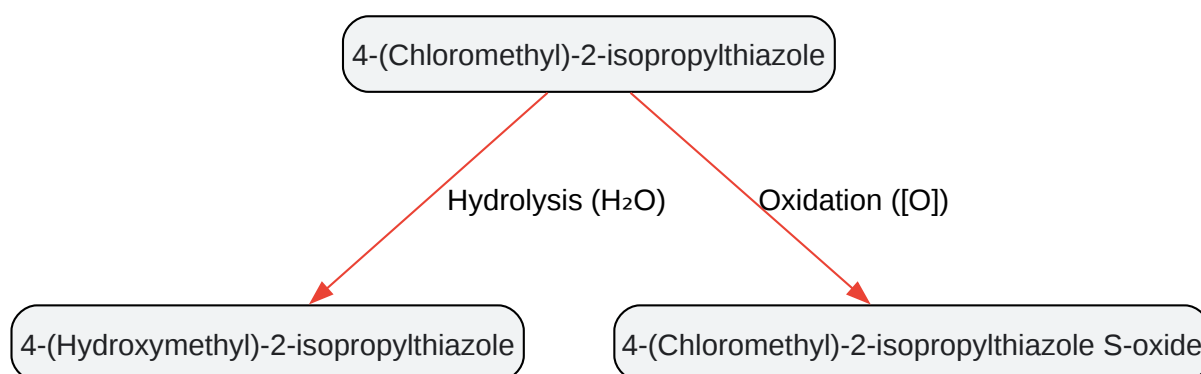 4-(Chloromethyl)-2-isopropylthiazole
Hydrolysis (H₂O)
Oxidation ([O])
4-(Hydroxymethyl)-2-isopropylthiazole
4-(Chloromethyl)-2-isopropylthiazole S-oxide